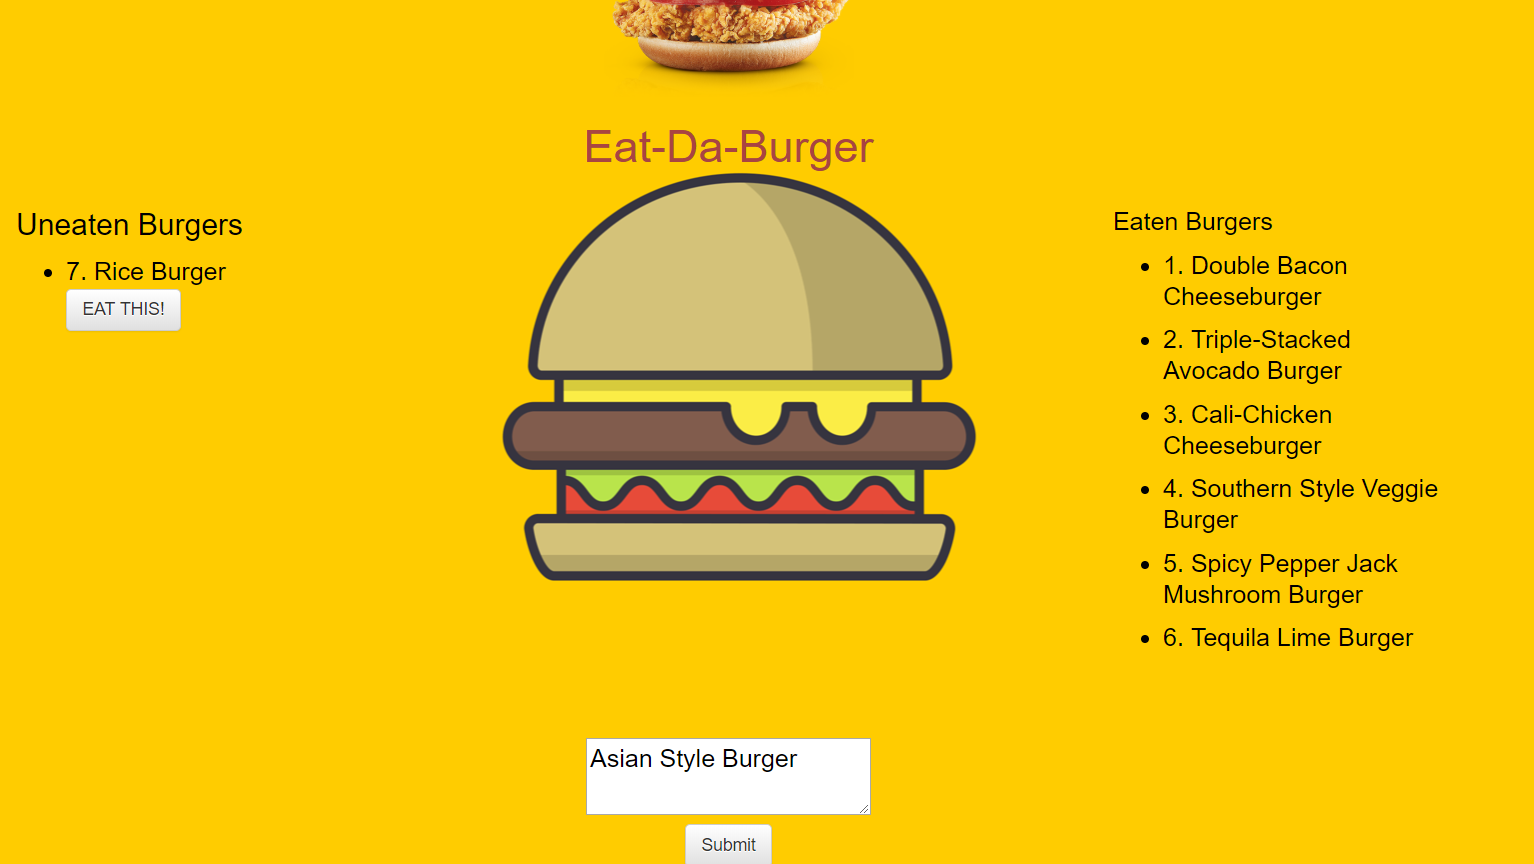 Eat-Da-Burger
Uneaten Burgers
7. Rice Burger
EAT THIS!
Eaten Burgers
1. Double Bacon
Cheeseburger
2. Triple-Stacked
Avocado Burger
3. Cali-Chicken
Cheeseburger
4. Southern Style Veggie
Burger
5. Spicy Pepper Jack
Mushroom Burger
6. Tequila Lime Burger
Asian Style Burger
Submit